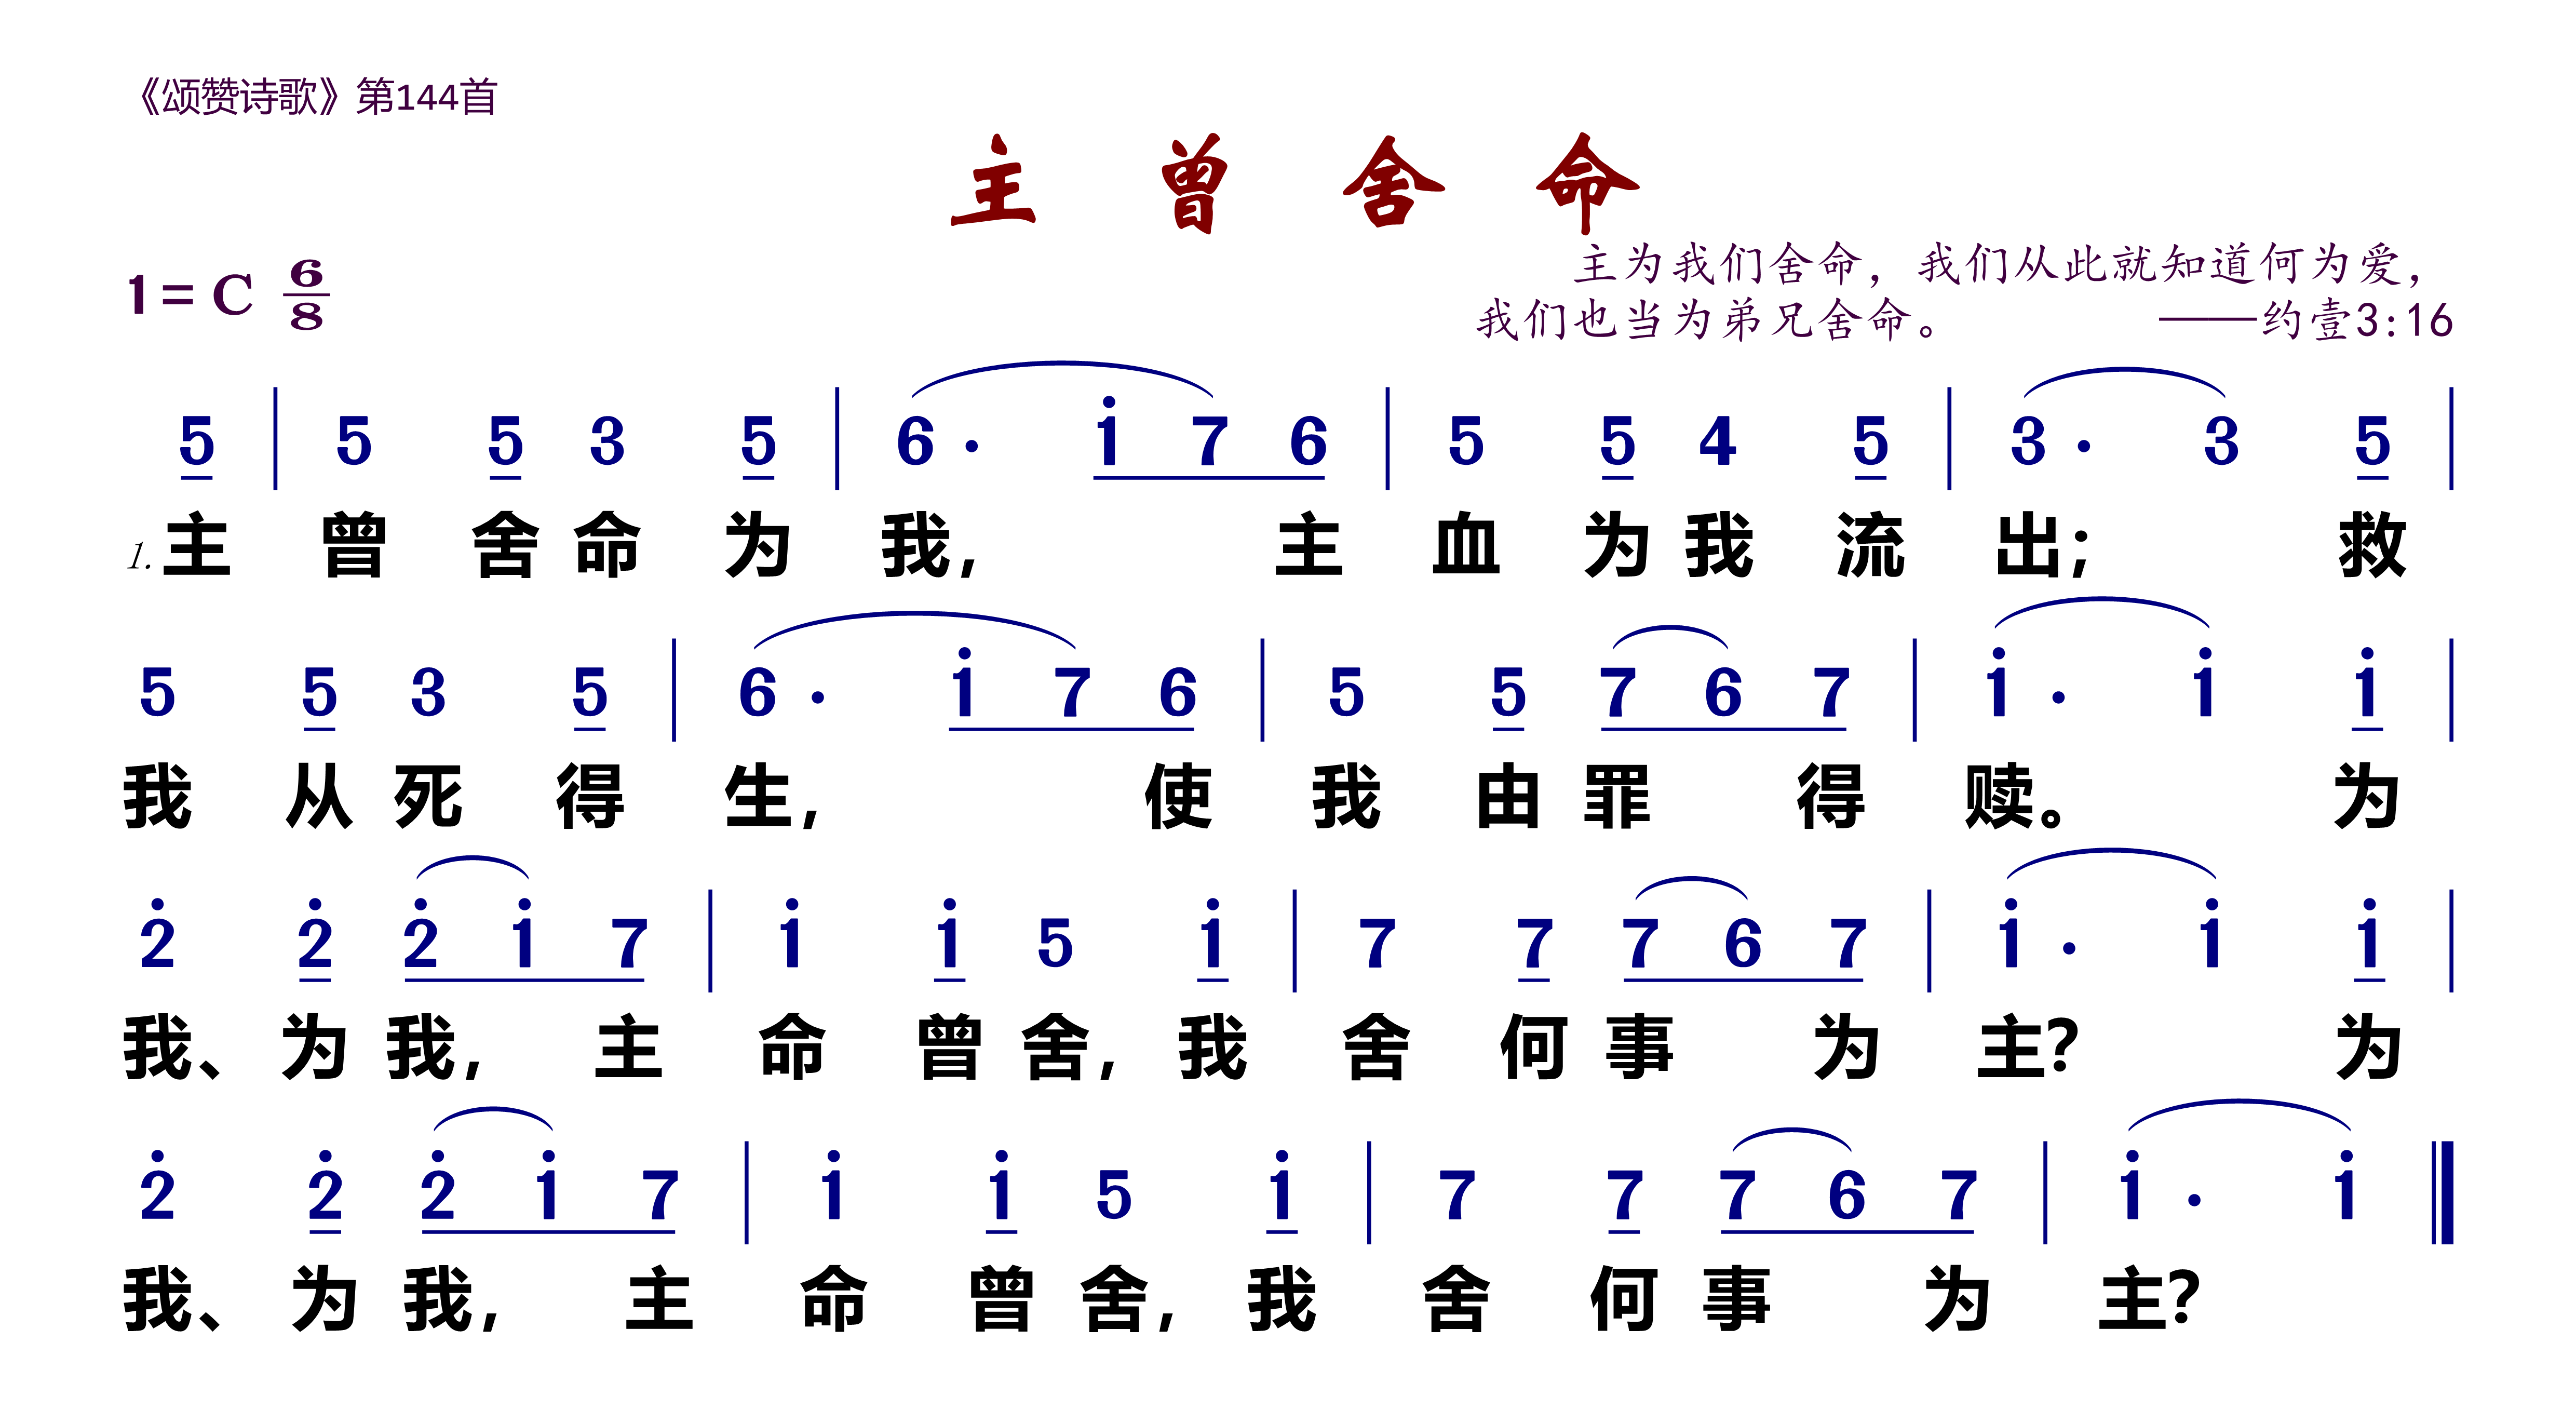 《颂赞诗歌》第144首
主曾舍命
1=C 6/8
主为我们舍命，我们从此就知道何为爱，
我们也当为弟兄舍命。 ——约壹3:16
5 | 5 5 3 5 | 6· i 7 6 | 5 5 4 5 | 3· 3 5 |
1.主曾舍命为我，主血为我流出；救
5 5 3 5 | 6· i 7 6 | 5 5 7 6 7 | i· i i |
我从死得生，使我由罪得赎。为
2̇ 2̇ 2̇ i 7 | i i 5 i | 7 7 7 6 7 | i· i i |
我、为我，主命曾舍，我舍何事为主？为
2̇ 2̇ 2̇ i 7 | i i 5 i | 7 7 7 6 7 | i· i ‖
我、为我，主命曾舍，我舍何事为主？